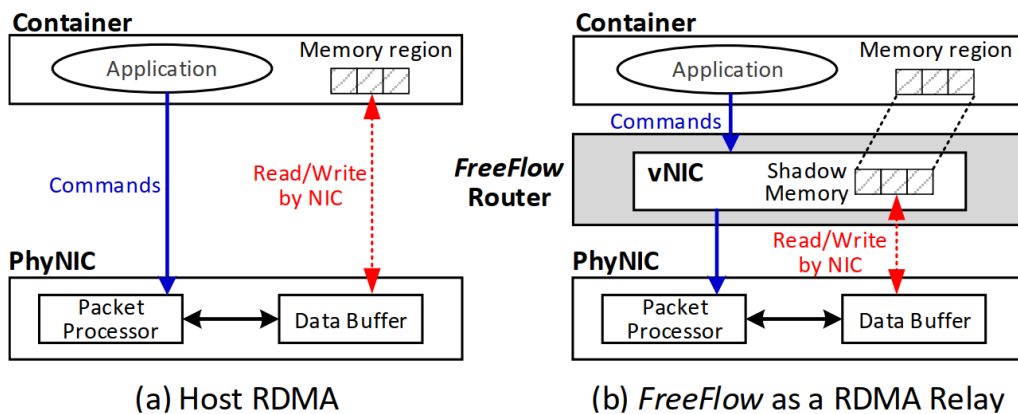 Container
Application
Memory region
Commands
Read/Write
by NIC
PhyNIC
Packet
Processor
Data Buffer
(a) Host RDMA
Container
Application
Memory region
Commands
FreeFlow
Router
vNIC
Shadow
Memory
Read/Write
by NIC
PhyNIC
Packet
Processor
Data Buffer
(b) FreeFlow as a RDMA Relay